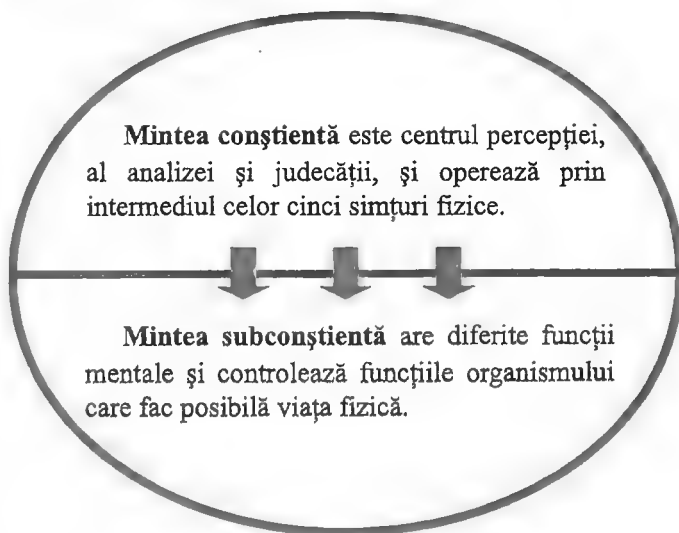 Mintea conştientă este centrul percepţiei,
al analizei şi judecăţii, şi operează prin
intermediul celor cinci simţuri fizice.
Mintea subconştientă are diferite funcţii
mentale şi controlează funcţiile organismului
care fac posibilă viaţa fizică.